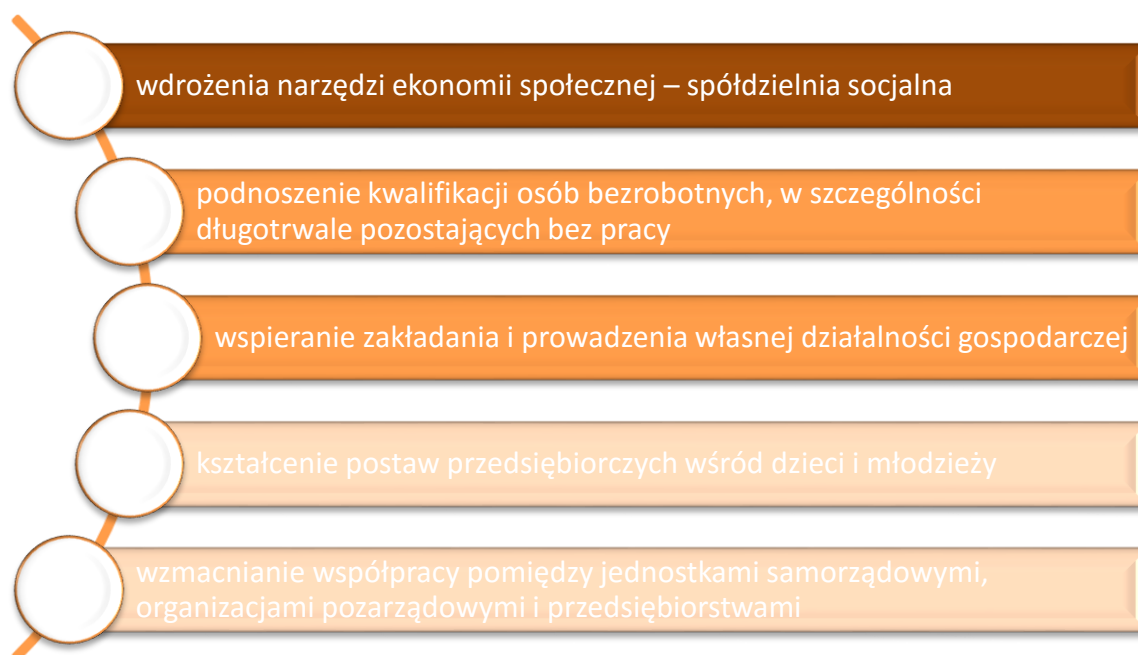 wdrożenia narzędzi ekonomii społecznej – spółdzielnia socjalna
podnoszenie kwalifikacji osób bezrobotnych, w szczególności
długotrwale pozostających bez pracy
wspieranie zakładania i prowadzenia własnej działalności gospodarczej
kształcenie postaw przedsiębiorczych wśród dzieci i młodzieży
wzmacnianie współpracy pomiędzy jednostkami samorządowymi,
organizacjami pozarządowymi i przedsiębiorstwami